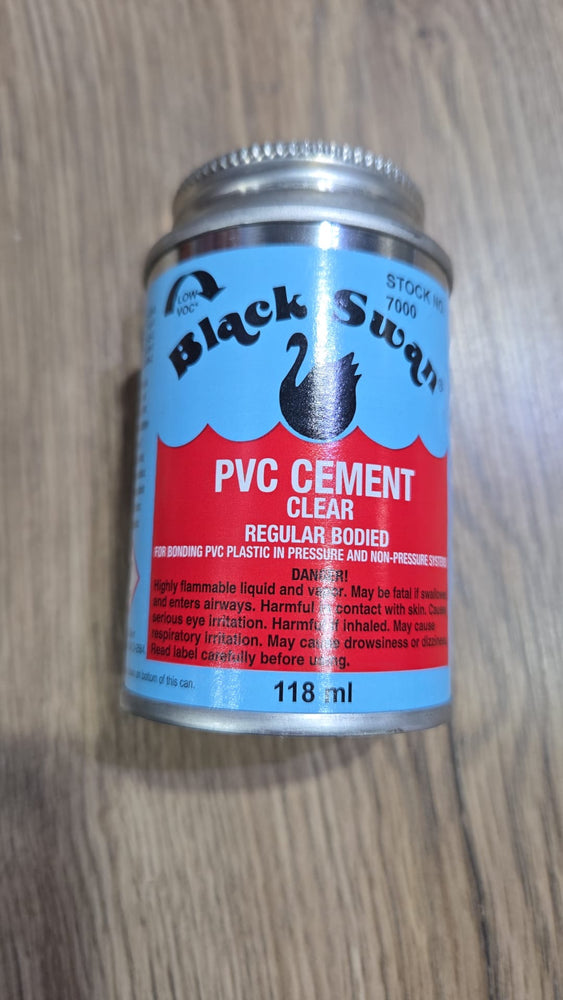 LOW
VOC*
STOCK NO.
7000
Black Swan®
PVC CEMENT
CLEAR
REGULAR BODIED
FOR BONDING PVC PLASTIC IN PRESSURE AND NON-PRESSURE SYSTEMS
DANGER!
Highly flammable liquid and vapor. May be fatal if swallowed
and enters airways. Harmful in contact with skin. Causes
serious eye irritation. Harmful if inhaled. May cause
respiratory irritation. May cause drowsiness or dizziness.
Read label carefully before using.
on bottom of this can.
118 ml